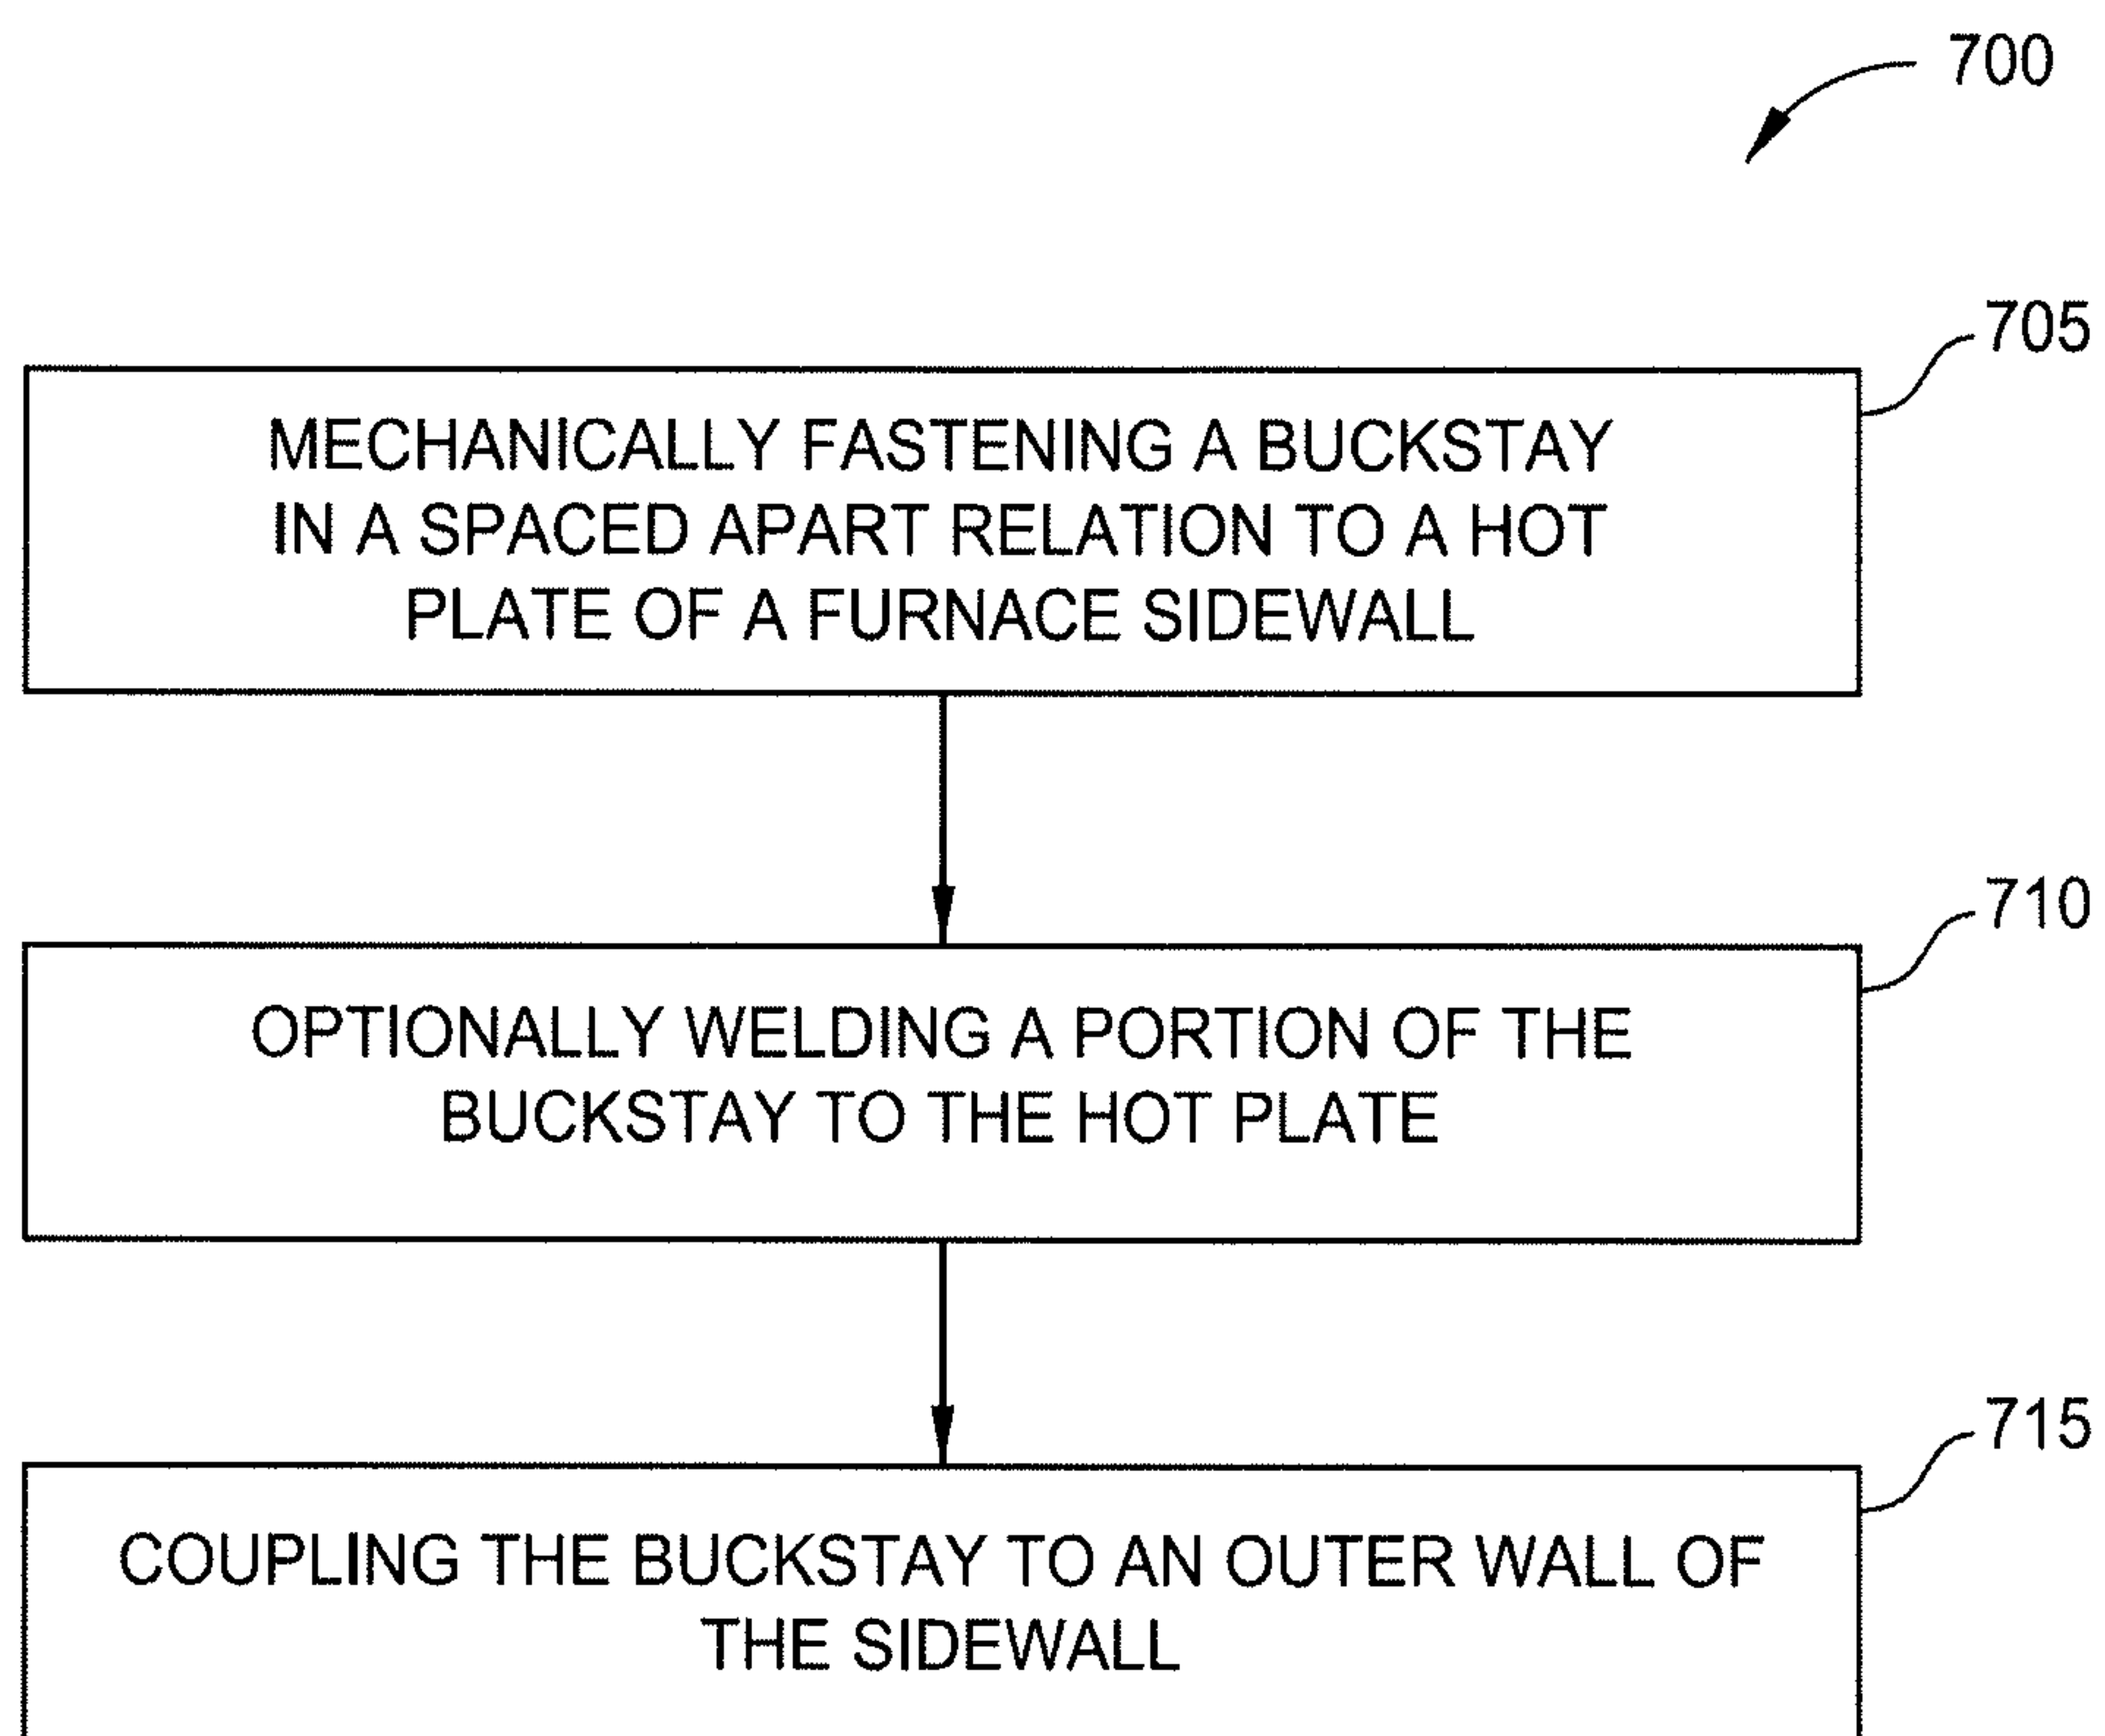 700
705
MECHANICALLY FASTENING A BUCKSTAY
IN A SPACED APART RELATION TO A HOT
PLATE OF A FURNACE SIDEWALL
710
OPTIONALLY WELDING A PORTION OF THE
BUCKSTAY TO THE HOT PLATE
715
COUPLING THE BUCKSTAY TO AN OUTER WALL OF
THE SIDEWALL